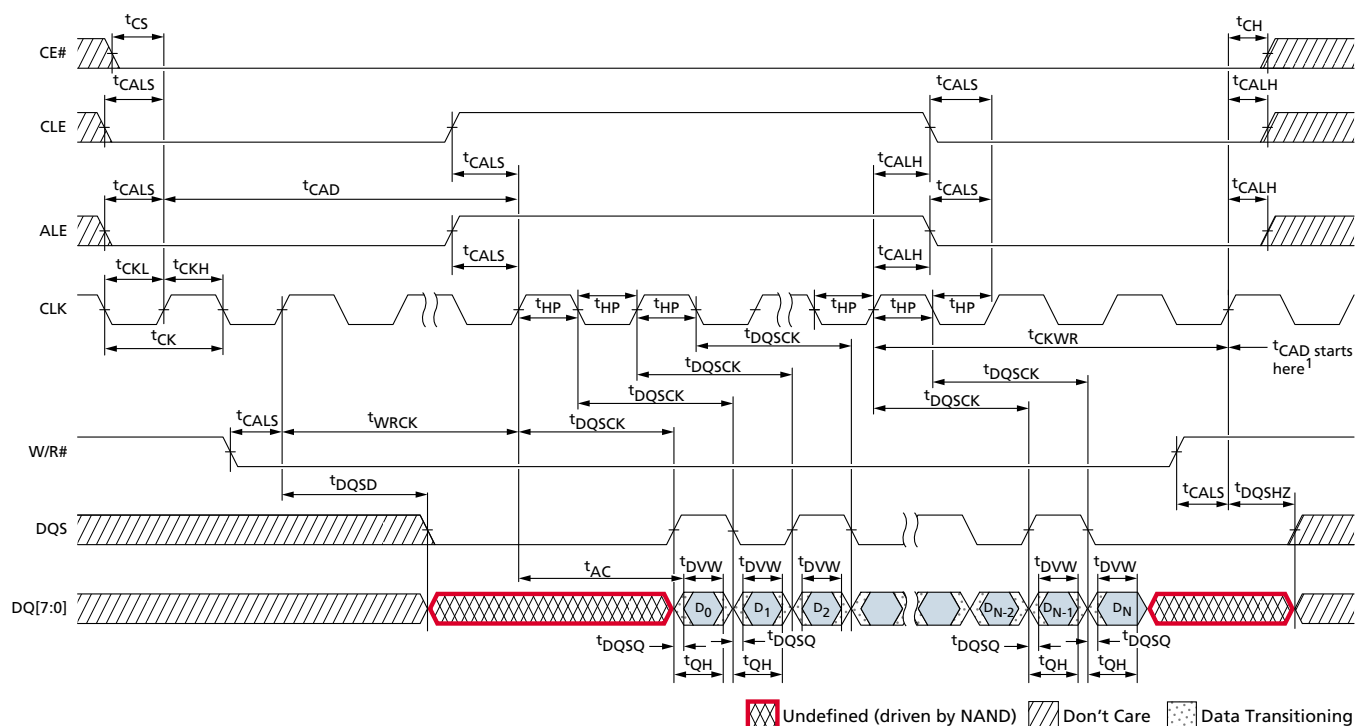 tCS tCH
CE#
tCALS tCALS tCALH
CLE
tCALS tCALH
tCALS tCAD tCALS tCALH
ALE
tCALS tCALH
tCKL tCKH
CLK tHP tHP tHP tHP tHP tHP
tCK tDQSCK tCKWR tCAD starts
here1
tDQSCK tDQSCK
tDQSCK tDQSCK
tCALS tWRCK tDQSCK
W/R#
tDQSD tCALS tDQSHZ
DQS
tAC tDVW tDVW tDVW tDVW tDVW
DQ[7:0] D0 D1 D2 DN-2 DN-1 DN
tDQSQ tDQSQ tDQSQ tDQSQ
tQH tQH tQH tQH
Undefined (driven by NAND) Don't Care Data Transitioning